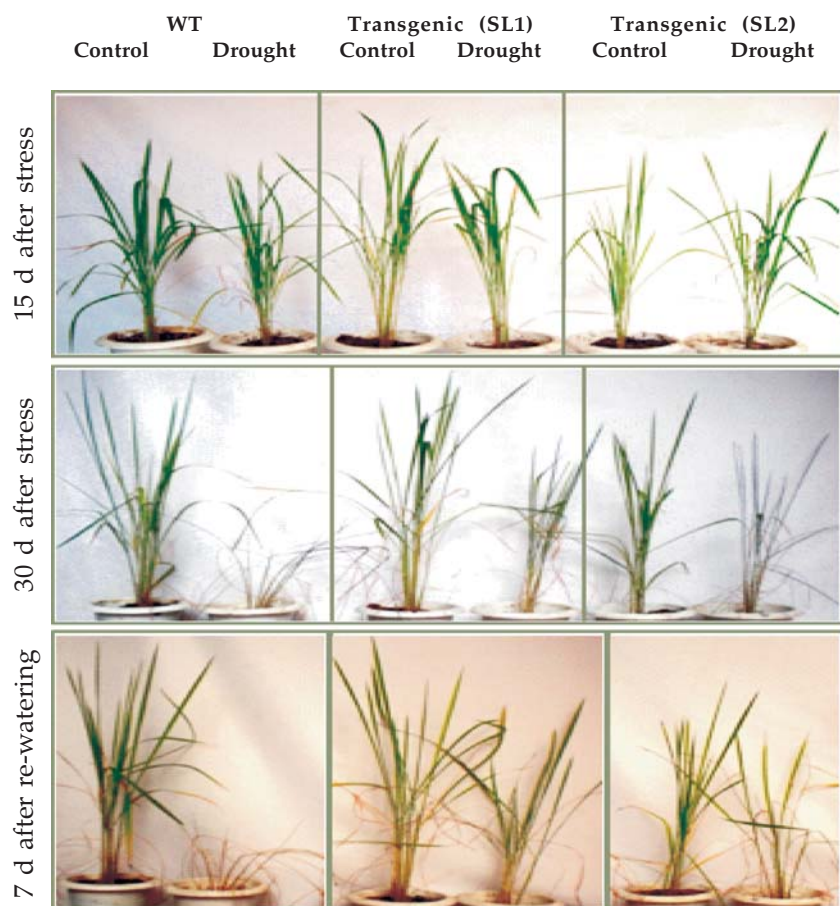 WT Transgenic (SL1) Transgenic (SL2)
Control Drought Control Drought Control Drought
15 d after stress
30 d after stress
7 d after re-watering